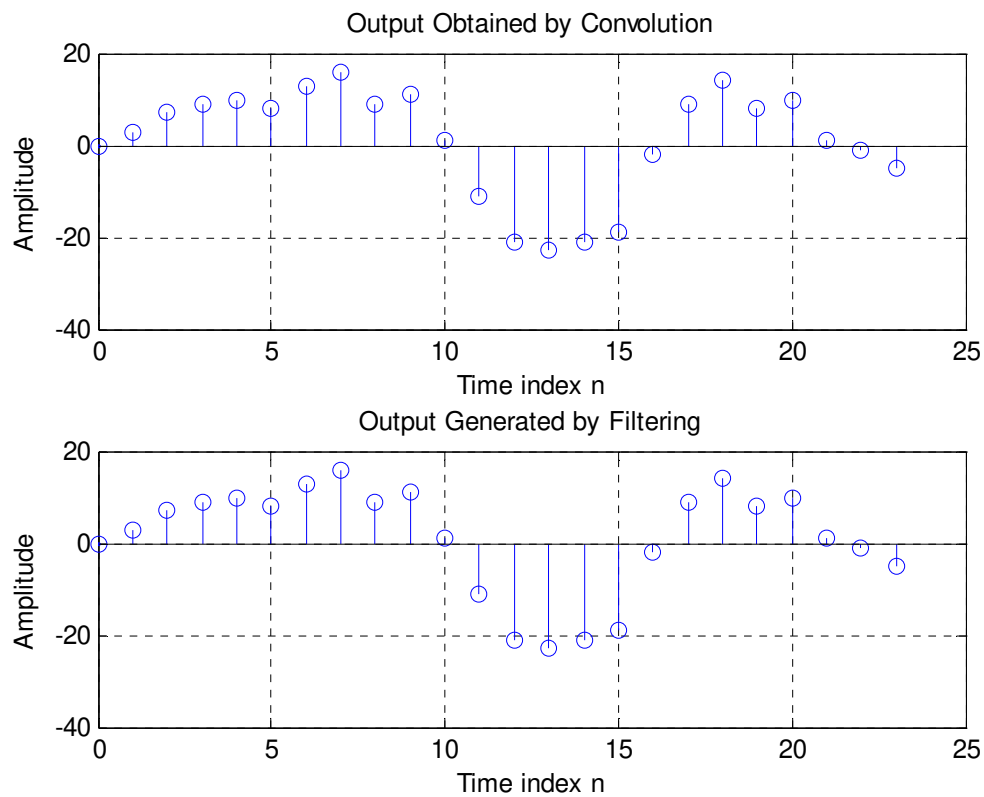 Output Obtained by Convolution
20
0
-20
-40
Amplitude
0 5 10 15 20 25
Time index n
Output Generated by Filtering
20
0
-20
-40
Amplitude
0 5 10 15 20 25
Time index n